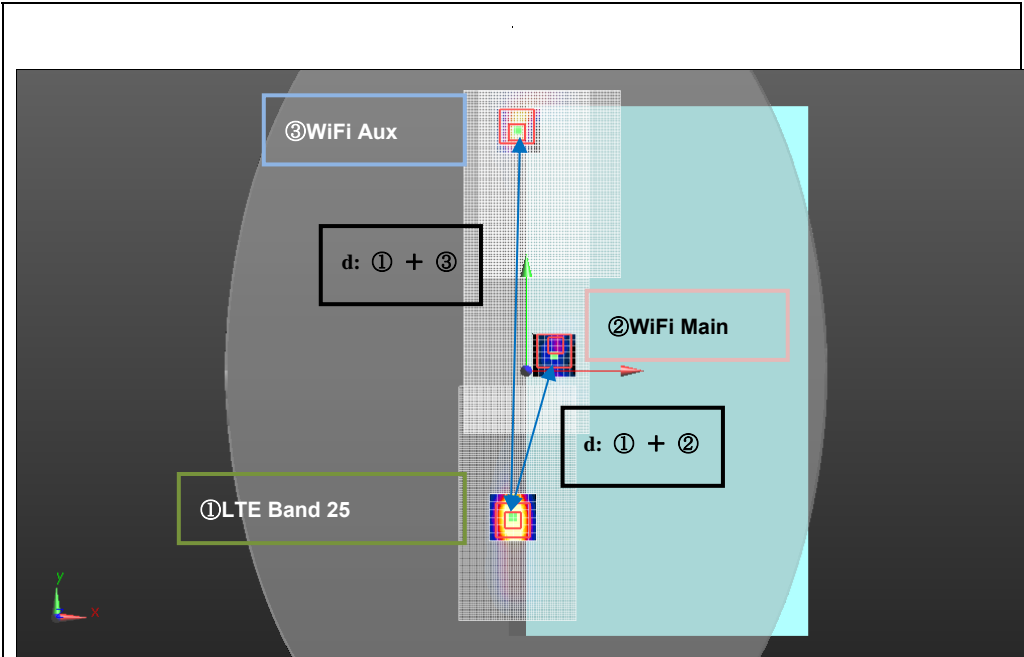 ③WiFi Aux
d: ① + ③
②WiFi Main
d: ① + ②
①LTE Band 25
y
x